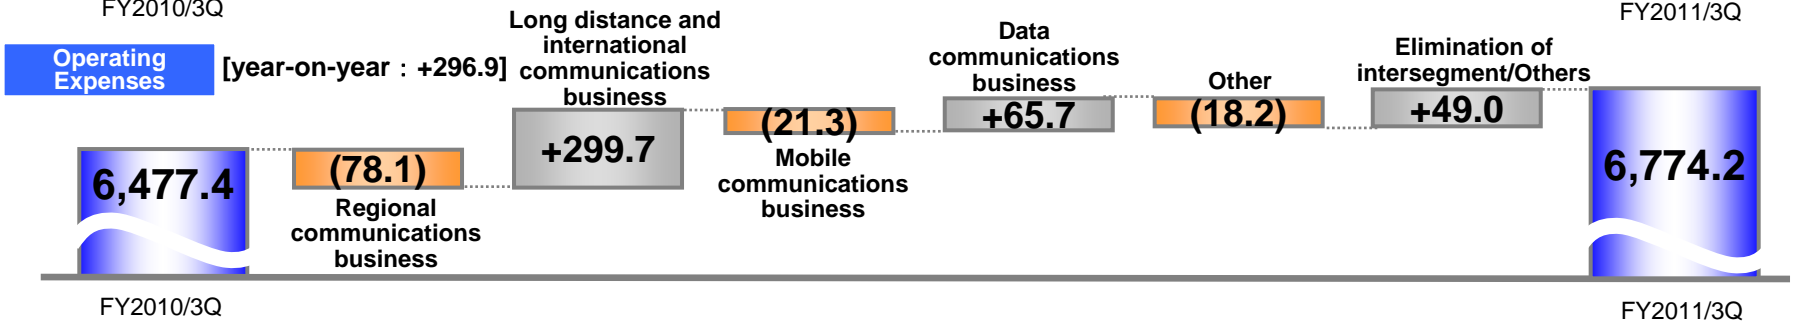 FY2010/3Q
FY2011/3Q
Operating
Expenses
[year-on-year : +296.9]
Long distance and
international
communications
business
Data
communications
business
Other
Elimination of
intersegment/Others
6,477.4
(78.1)
+299.7
(21.3)
+65.7
(18.2)
+49.0
6,774.2
Regional
communications
business
Mobile
communications
business
FY2010/3Q
FY2011/3Q